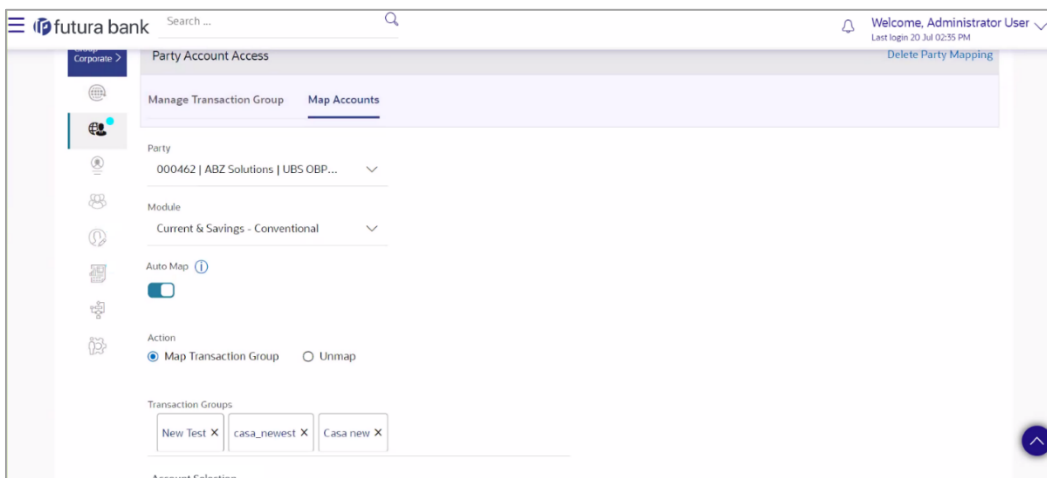 futura bank
Search ...
Welcome, Administrator User
Last login 20 Jul 02:35 PM
Corporate >
Party Account Access
Delete Party Mapping
Manage Transaction Group
Map Accounts
Party
000462 | ABZ Solutions | UBS OBP...
Module
Current & Savings - Conventional
Auto Map
Action
Map Transaction Group
Unmap
Transaction Groups
New Test ×
casa_newest ×
Casa new ×
Account Selection